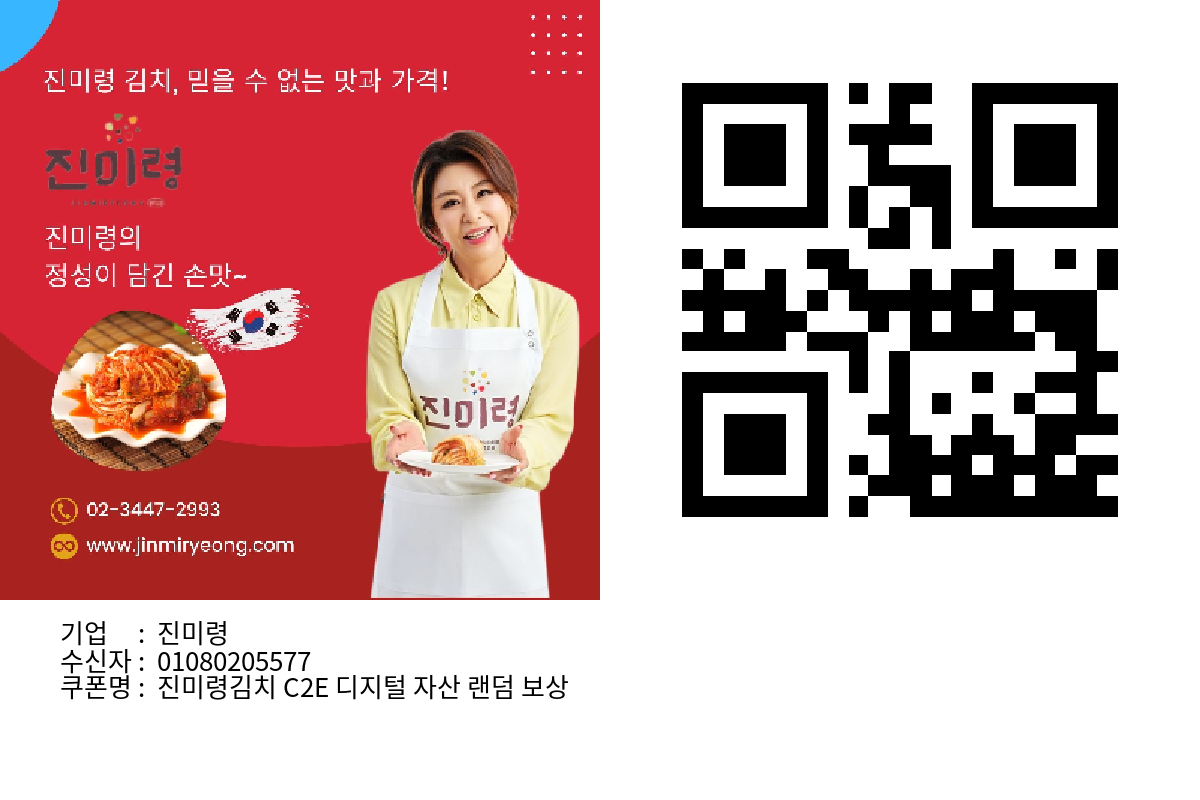 진미령 김치, 믿을 수 없는 맛과 가격!
진미령
진미령의
정성이 담긴 손맛~
진미령
02-3447-2993
www.jinmiryeong.com
기업 : 진미령
수신자 : 01080205577
쿠폰명 : 진미령김치 C2E 디지털 자산 랜덤 보상